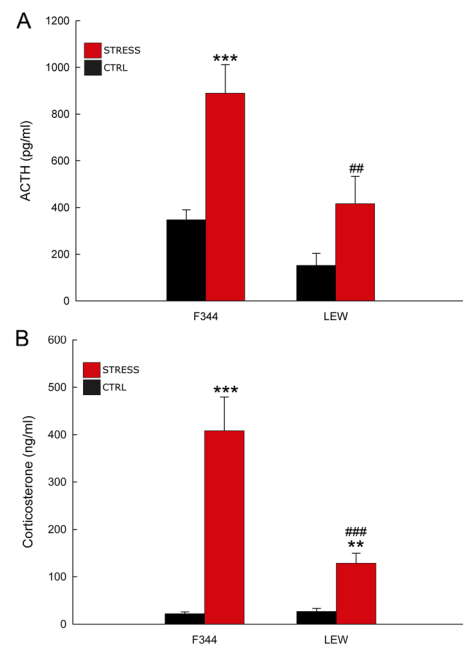 A
1200
1000
800
600
400
200
0
ACTH (pg/ml)
STRESS
CTRL
***
##
F344
LEW
B
600
500
400
300
200
100
0
Corticosterone (ng/ml)
STRESS
CTRL
***
###
**
F344
LEW